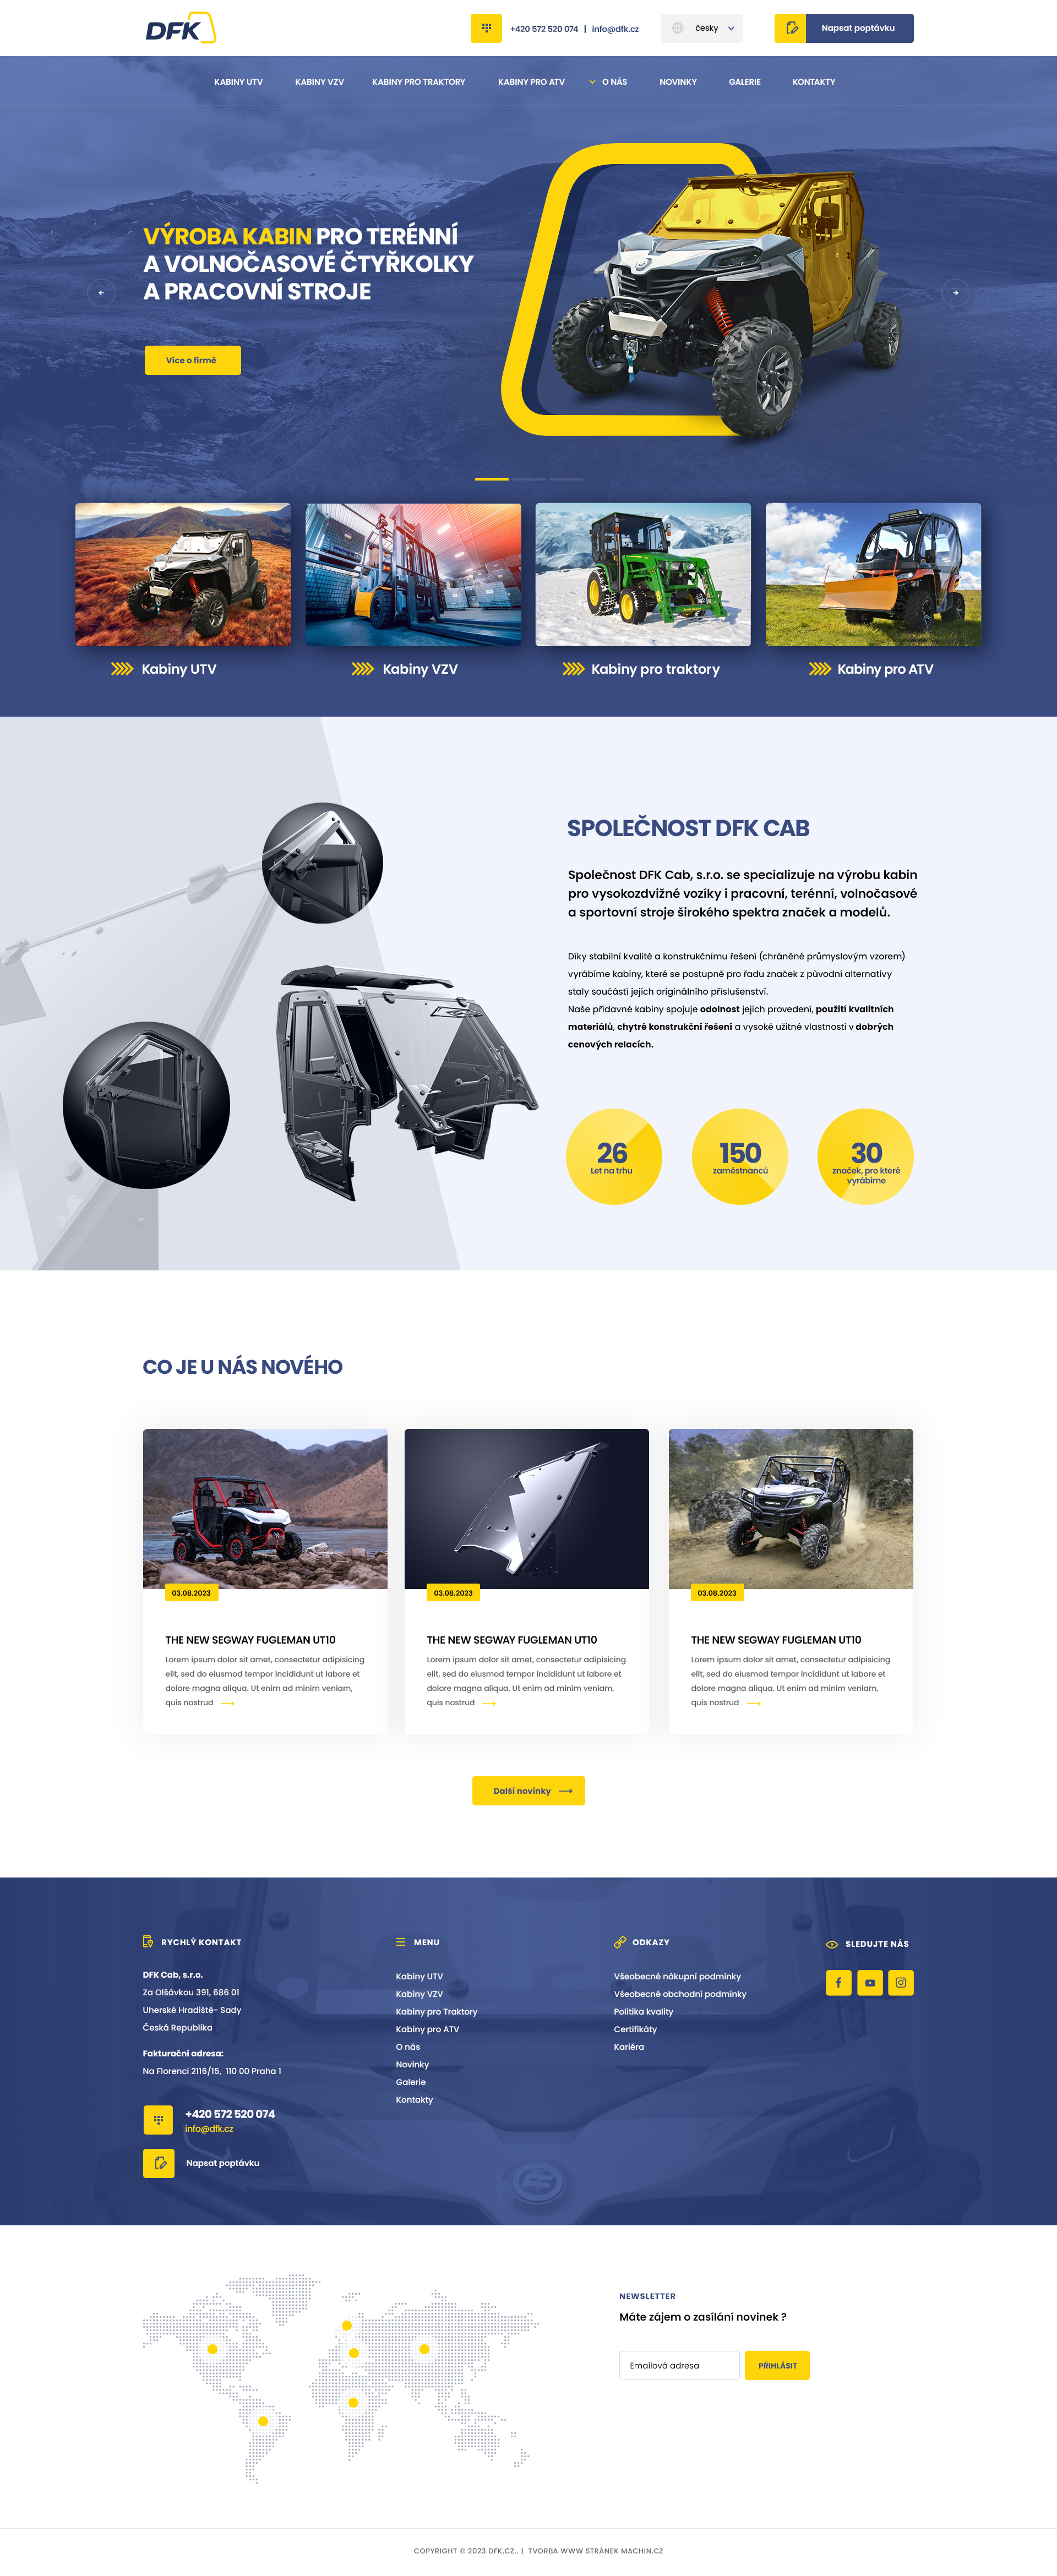 DFK
+420 572 520 074 | info@dfk.cz
česky
Napsat poptávku
KABINY UTV
KABINY VZV
KABINY PRO TRAKTORY
KABINY PRO ATV
O NÁS
NOVINKY
GALERIE
KONTAKTY
VÝROBA KABIN PRO TERÉNNÍ
A VOLNOČASOVÉ ČTYŘKOLKY
A PRACOVNÍ STROJE
Více o firmě
Kabiny UTV
Kabiny VZV
Kabiny pro traktory
Kabiny pro ATV
SPOLEČNOST DFK CAB
Společnost DFK Cab, s.r.o. se specializuje na výrobu kabin
pro vysokozdvižné vozíky i pracovní, terénní, volnočasové
a sportovní stroje širokého spektra značek a modelů.
Díky stabilní kvalitě a konstrukčnímu řešení (chráněné průmyslovým vzorem)
vyrábíme kabiny, které se postupně pro řadu značek z původní alternativy
staly součástí jejich originálního příslušenství.
Naše přídavné kabiny spojuje odolnost jejich provedení, použití kvalitních
materiálů, chytré konstrukční řešení a vysoké užitné vlastnosti v dobrých
cenových relacích.
26
Let na trhu
150
zaměstnanců
30
značek, pro které
vyrábíme
CO JE U NÁS NOVÉHO
03.08.2023
THE NEW SEGWAY FUGLEMAN UT10
Lorem ipsum dolor sit amet, consectetur adipisicing
elit, sed do eiusmod tempor incididunt ut labore et
dolore magna aliqua. Ut enim ad minim veniam,
quis nostrud
03.08.2023
THE NEW SEGWAY FUGLEMAN UT10
Lorem ipsum dolor sit amet, consectetur adipisicing
elit, sed do eiusmod tempor incididunt ut labore et
dolore magna aliqua. Ut enim ad minim veniam,
quis nostrud
03.08.2023
THE NEW SEGWAY FUGLEMAN UT10
Lorem ipsum dolor sit amet, consectetur adipisicing
elit, sed do eiusmod tempor incididunt ut labore et
dolore magna aliqua. Ut enim ad minim veniam,
quis nostrud
Další novinky
RYCHLÝ KONTAKT
DFK Cab, s.r.o.
Za Olšávkou 391, 686 01
Uherské Hradiště- Sady
Česká Republika
Fakturační adresa:
Na Florenci 2116/15, 110 00 Praha 1
+420 572 520 074
info@dfk.cz
Napsat poptávku
MENU
Kabiny UTV
Kabiny VZV
Kabiny pro Traktory
Kabiny pro ATV
O nás
Novinky
Galerie
Kontakty
ODKAZY
Všeobecné nákupní podmínky
Všeobecné obchodní podmínky
Politika kvality
Certifikáty
Kariéra
SLEDUJTE NÁS
NEWSLETTER
Máte zájem o zasílání novinek ?
Emailová adresa
PŘIHLÁSIT
COPYRIGHT © 2023 DFK.CZ.. | TVORBA WWW STRÁNEK MACHIN.CZ